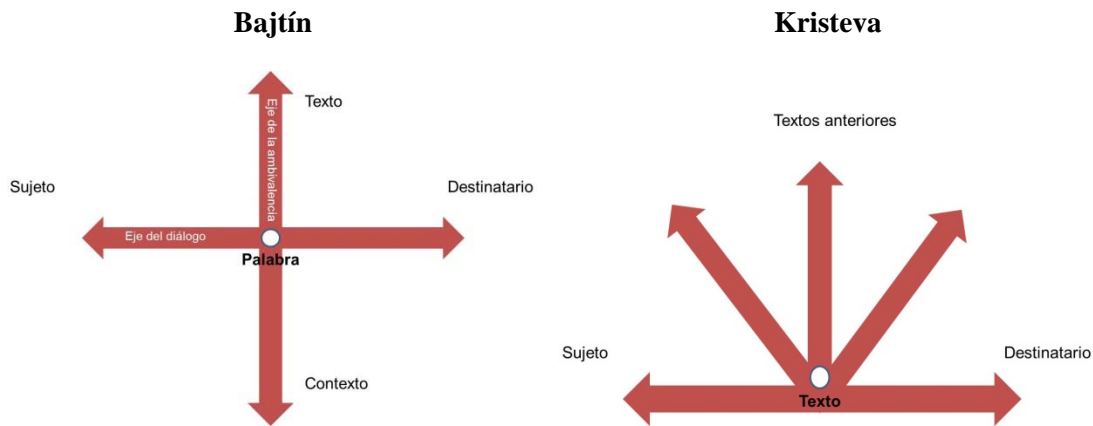 Bajtín
Kristeva
Texto
Eje de la ambivalencia
Sujeto
Destinatario
Eje del diálogo
Palabra
Contexto
Textos anteriores
Sujeto
Destinatario
Texto